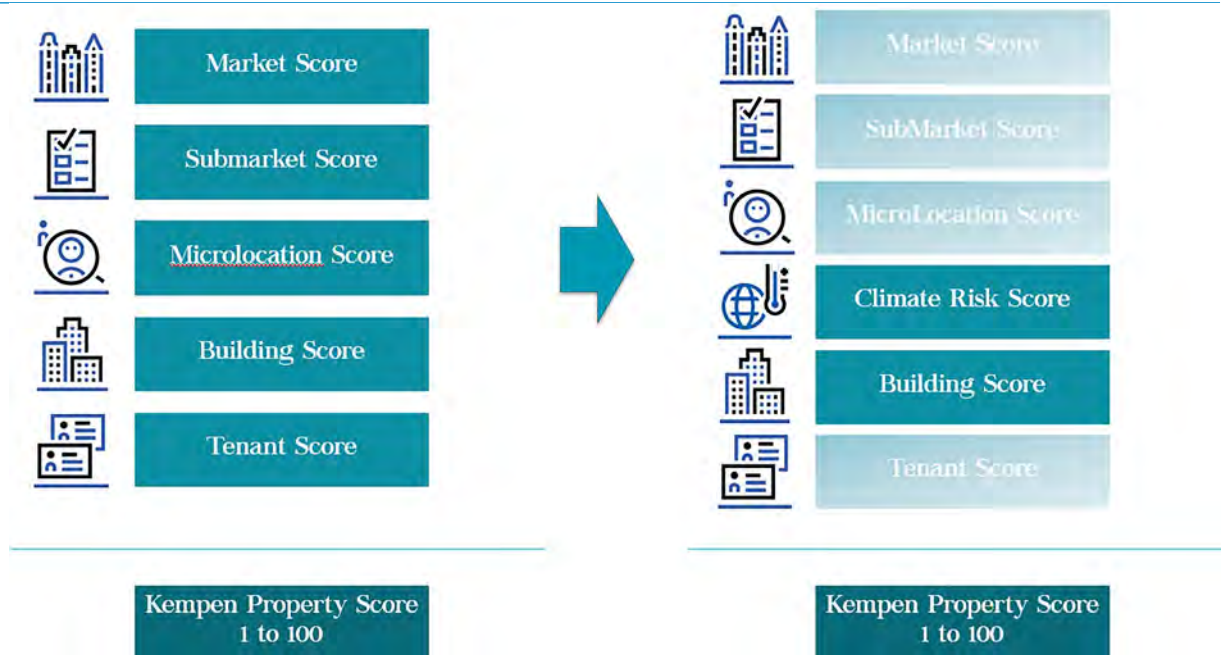 Market Score
Submarket Score
Microlocation Score
Building Score
Tenant Score
Kempen Property Score
1 to 100
Market Score
SubMarket Score
MicroLocation Score
Climate Risk Score
Building Score
Tenant Score
Kempen Property Score
1 to 100